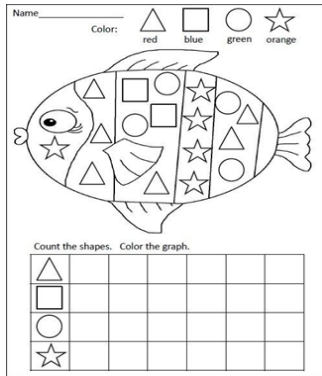 Name
Color:
red blue green orange
Count the shapes. Color the graph.